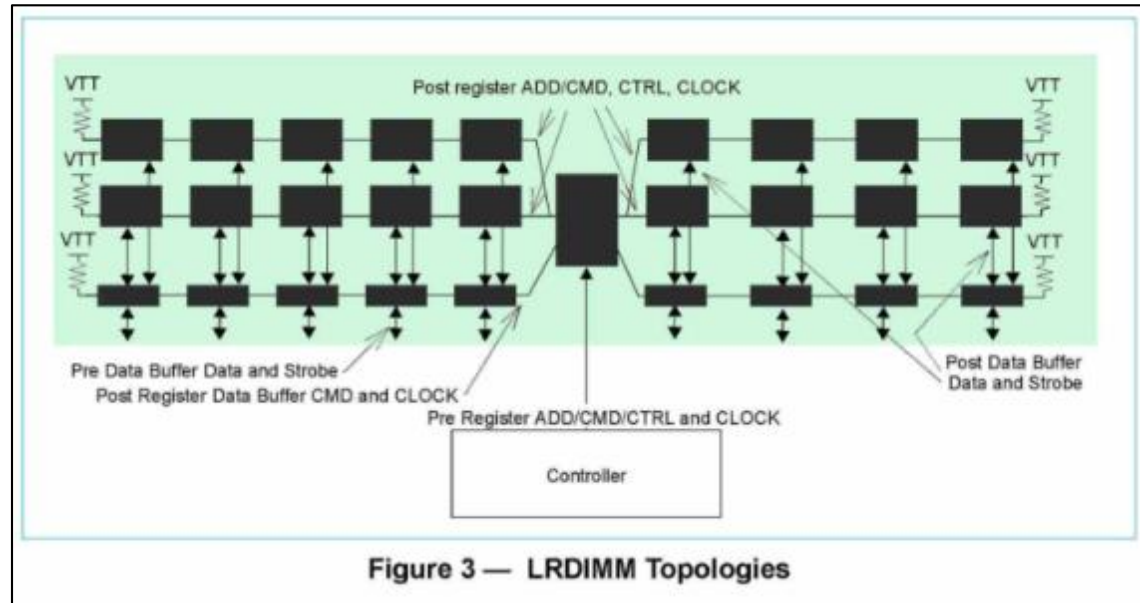 VTT
Post register ADD/CMD, CTRL, CLOCK
VTT
VTT
VTT
VTT
VTT
Pre Data Buffer Data and Strobe
Post Register Data Buffer CMD and CLOCK
Post Data Buffer
Data and Strobe
Pre Register ADD/CMD/CTRL and CLOCK
Controller
Figure 3 — LRDIMM Topologies